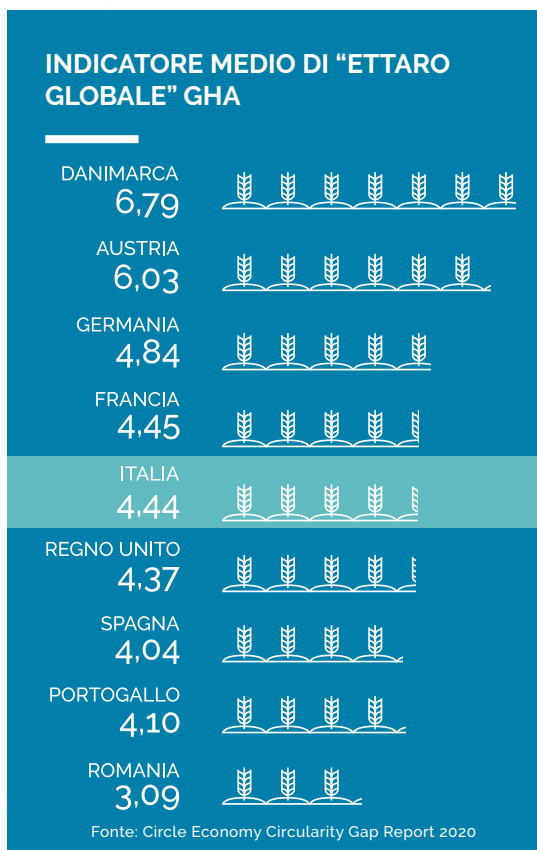 INDICATORE MEDIO DI “ETTARO
GLOBALE” GHA
DANIMARCA
6,79
AUSTRIA
6,03
GERMANIA
4,84
FRANCIA
4,45
ITALIA
4,44
REGNO UNITO
4,37
SPAGNA
4,04
PORTOGALLO
4,10
ROMANIA
3,09
Fonte: Circle Economy Circularity Gap Report 2020